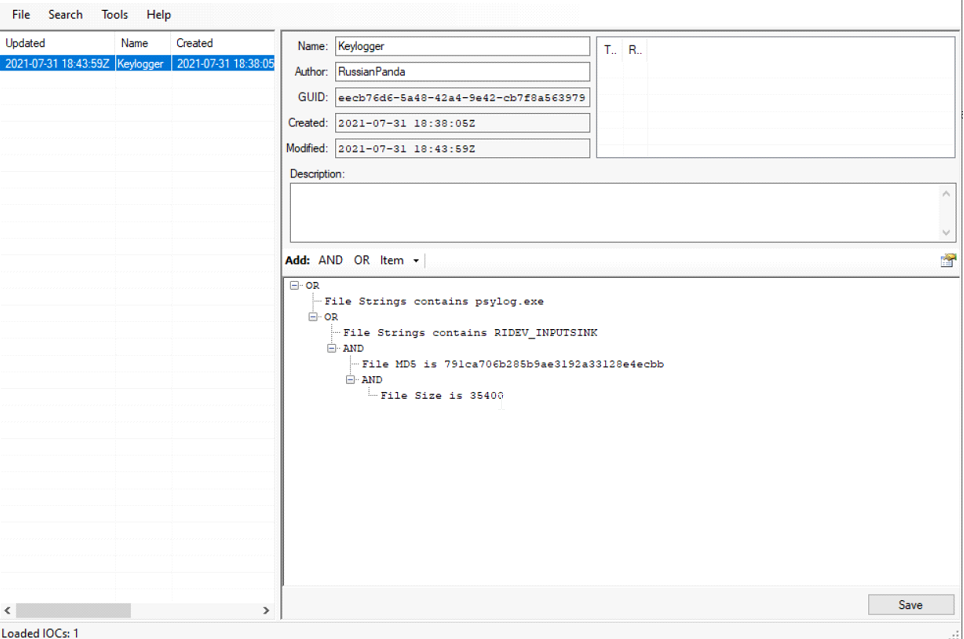 File Search Tools Help
Updated Name Created
2021-07-31 18:43:59Z Keylogger 2021-07-31 18:38:05
Name: Keylogger
T.. R..
Author: RussianPanda
GUID: eecb76d6-5a48-42a4-9e42-cb7f8a563979
Created: 2021-07-31 18:38:05Z
Modified: 2021-07-31 18:43:59Z
Description:
Add: AND OR Item
OR
File Strings contains psylog.exe
OR
File Strings contains RIDEV_INPUTSINK
AND
File MD5 is 791ca706b285b9ae3192a33128e4ecbb
AND
File Size is 35400
Save
Loaded IOCs: 1